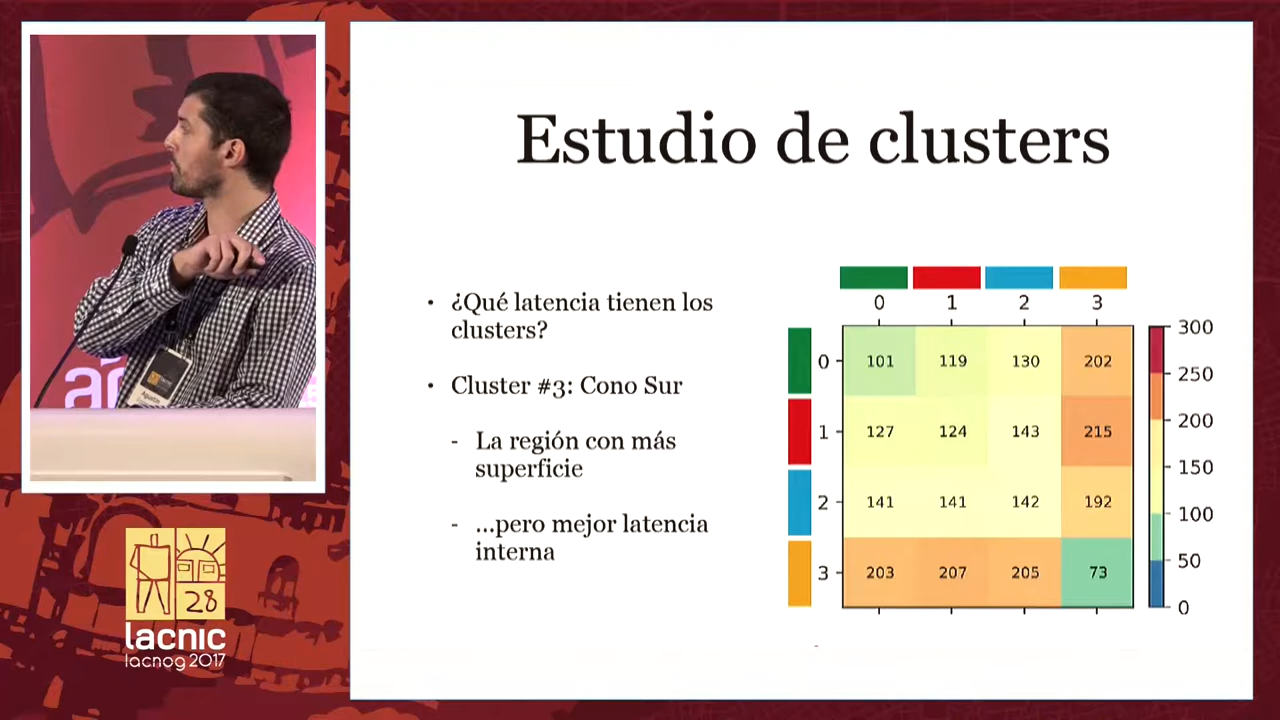 Estudio de clusters
• ¿Qué latencia tienen los
clusters?
• Cluster #3: Cono Sur
- La región con más
superficie
- ...pero mejor latencia
interna
0 1 2 3
0 101 119 130 202
1 127 124 143 215
2 141 141 142 192
3 203 207 205 73
300
250
200
150
100
50
0
28
lacnic
lacnog 2017